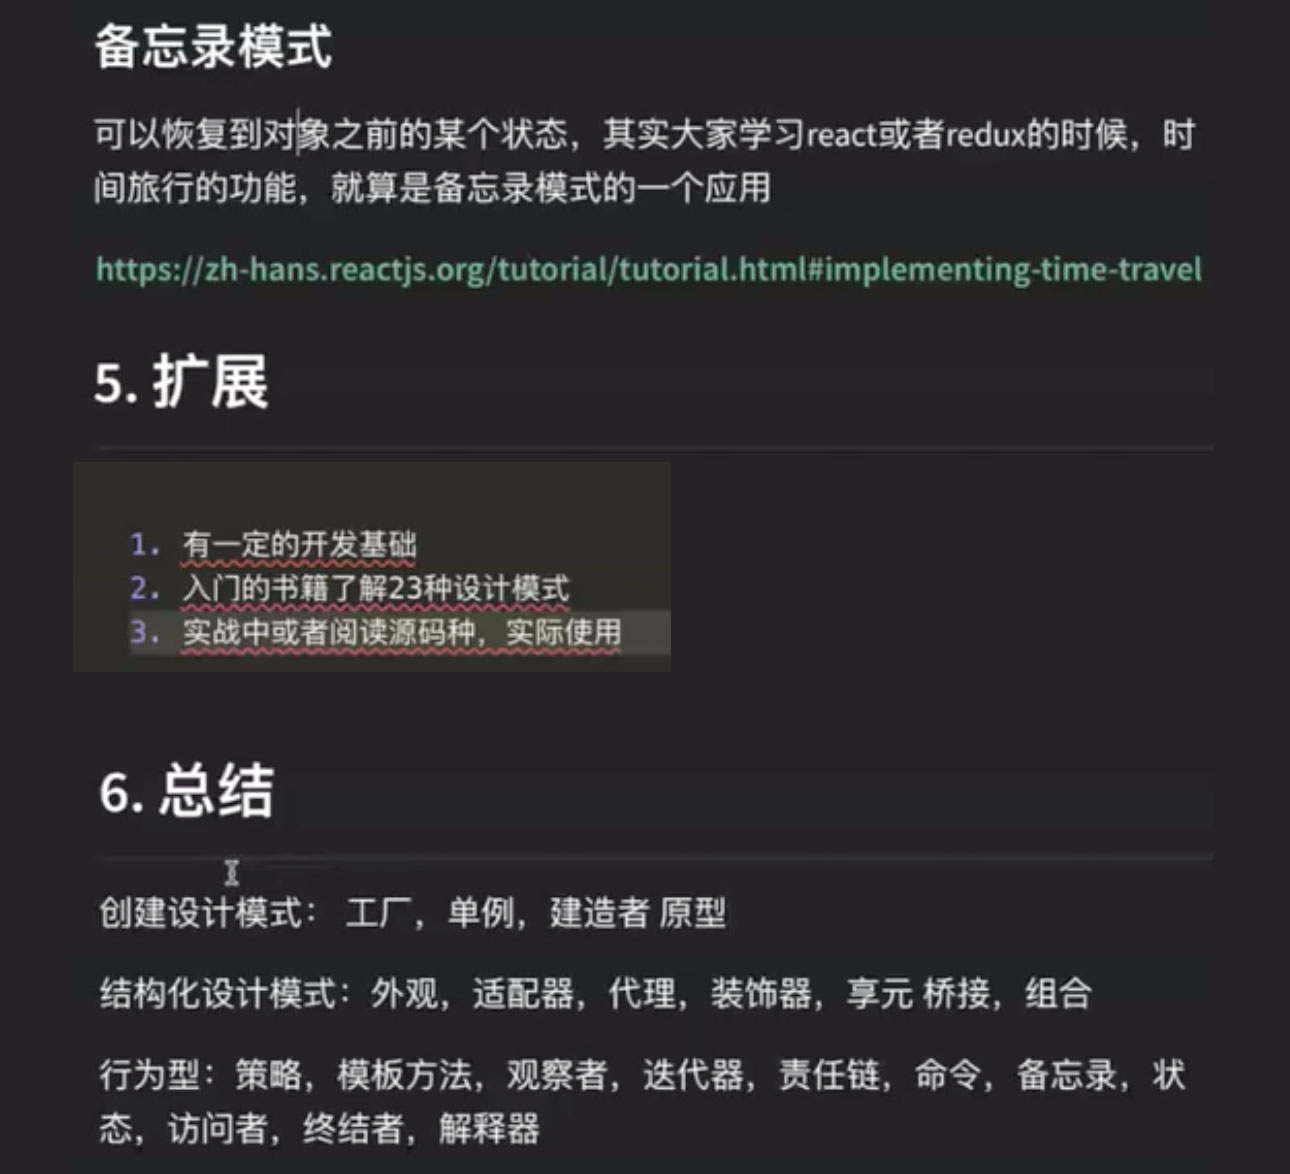 备忘录模式
可以恢复到对象之前的某个状态，其实大家学习react或者redux的时候，时
间旅行的功能，就算是备忘录模式的一个应用
https://zh-hans.reactjs.org/tutorial/tutorial.html#implementing-time-travel
5. 扩展
1. 有一定的开发基础
2. 入门的书籍了解23种设计模式
3. 实战中或者阅读源码种，实际使用
6. 总结
创建设计模式： 工厂，单例，建造者 原型
结构化设计模式：外观，适配器，代理，装饰器，享元 桥接，组合
行为型：策略，模板方法，观察者，迭代器，责任链，命令，备忘录，状
态，访问者，终结者，解释器